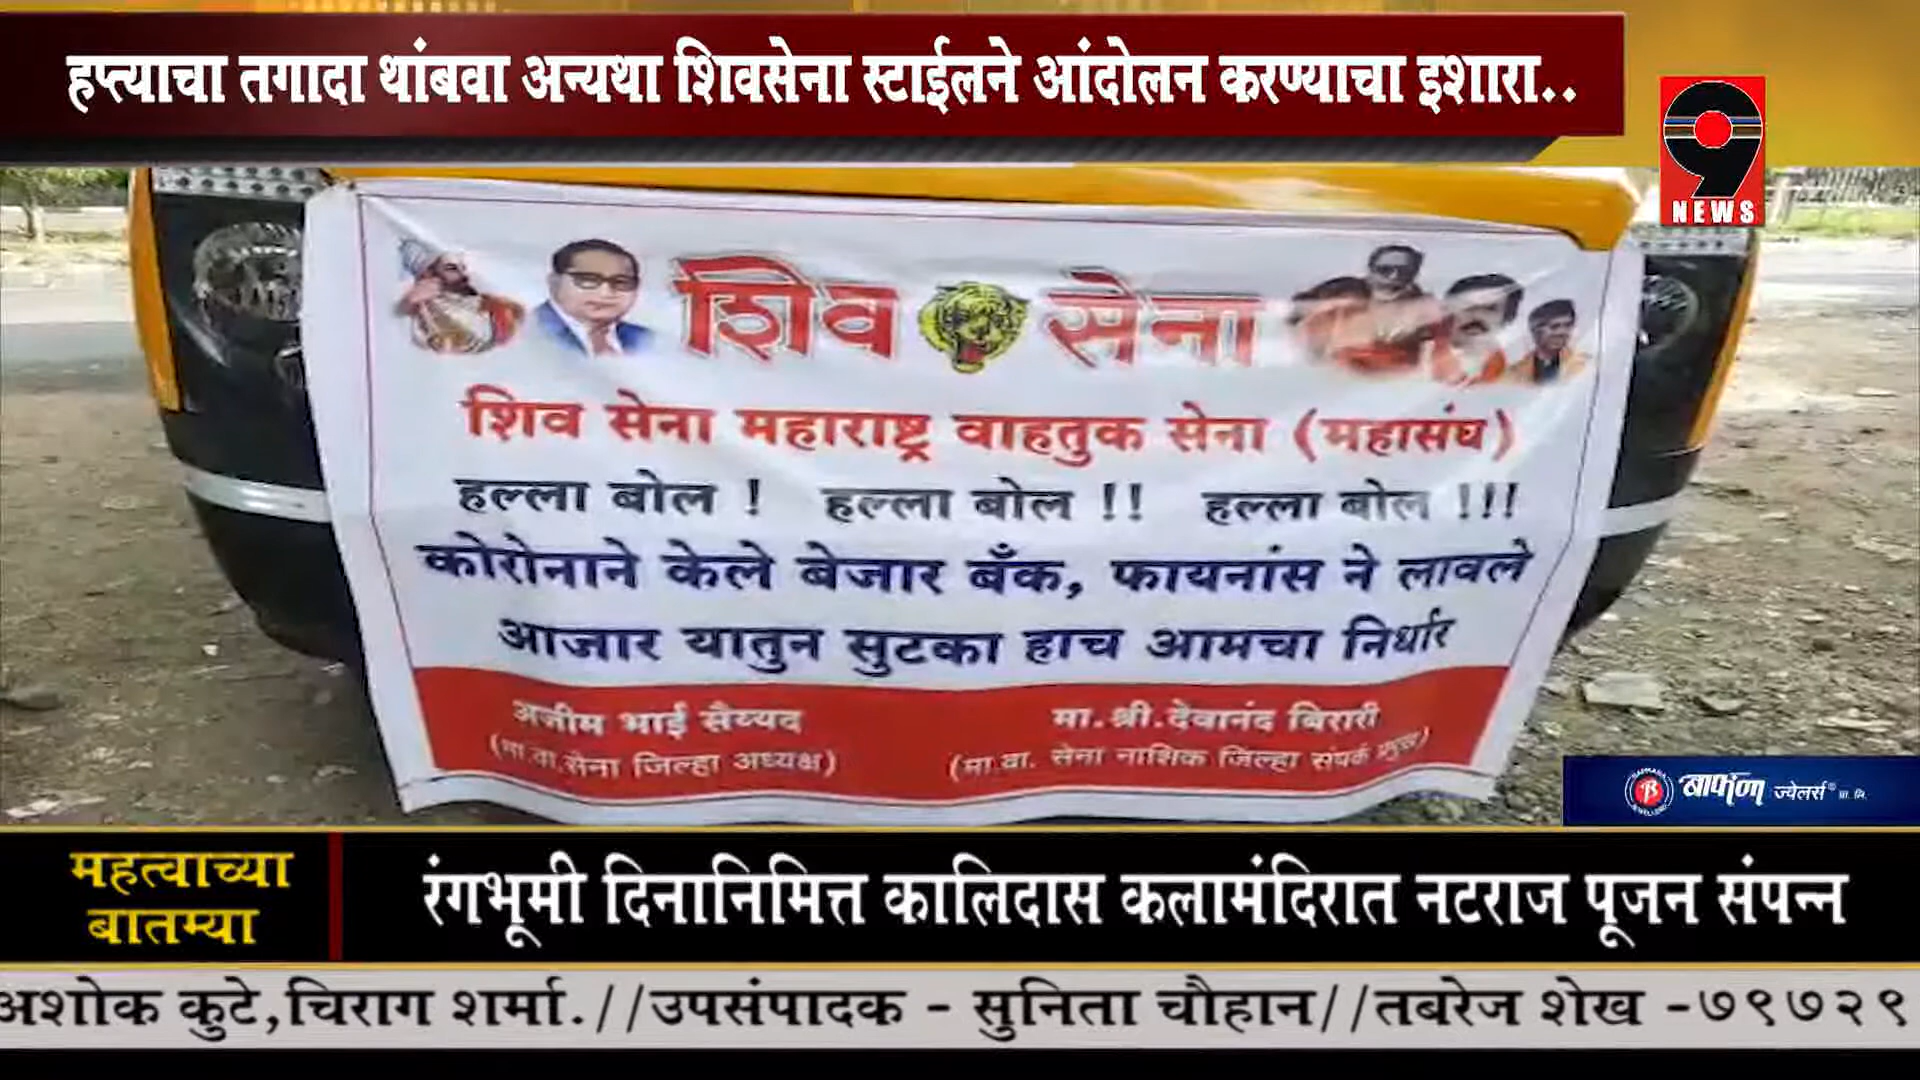 हप्त्याचा तगादा थांबवा अन्यथा शिवसेना स्टाईलने आंदोलन करण्याचा इशारा..
9
NEWS
शिव सेना
शिव सेना महाराष्ट्र वाहतुक सेना (महासंघ)
हल्ला बोल ! हल्ला बोल !! हल्ला बोल !!!
कोरोनाने केले बेजार बँक, फायनांस ने लावले
आजार यातुन सुटका हाच आमचा निर्धार
अजीम भाई सैय्यद
(मा.वा.सेना जिल्हा अध्यक्ष)
मा.श्री.देवानंद बिरारी
(मा.वा. सेना नाशिक जिल्हा संपर्क प्रमुख)
बाफणा ज्वेलर्स प्रा. लि.
महत्वाच्या
बातम्या
रंगभूमी दिनानिमित्त कालिदास कलामंदिरात नटराज पूजन संपन्न
अशोक कुटे,चिराग शर्मा.//उपसंपादक - सुनिता चौहान//तबरेज शेख -७९७२९